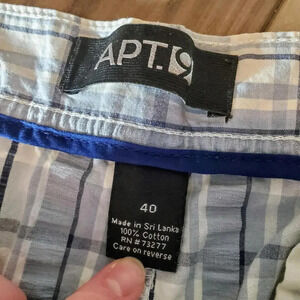 APT.9
40
Made in Sri Lanka
100% Cotton
RN # 73277
Care on reverse